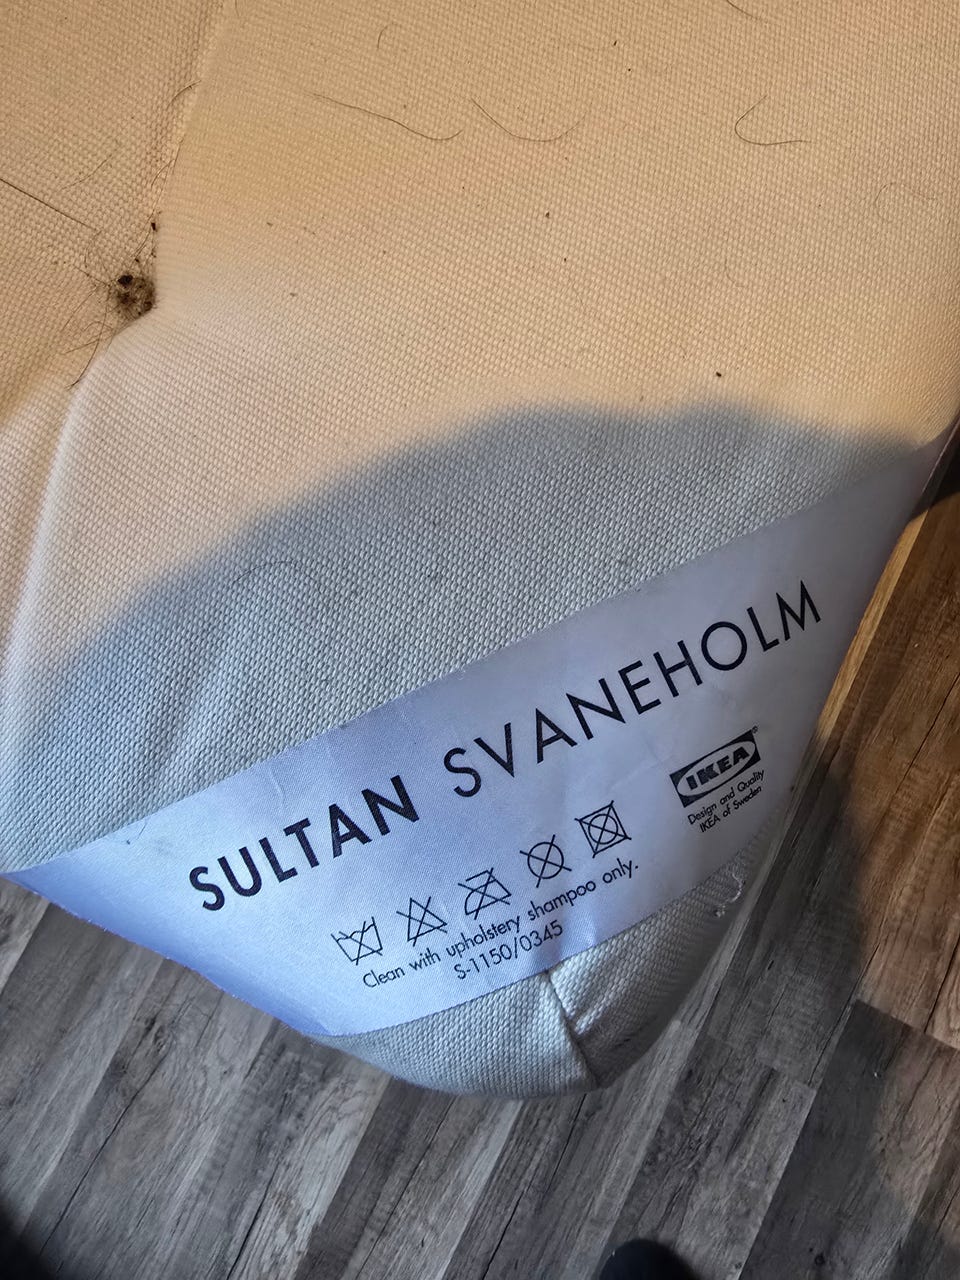 SULTAN SVANEHOLM
IKEA®
Design and Quality
IKEA of Sweden
Clean with upholstery shampoo only.
S-1150/0345